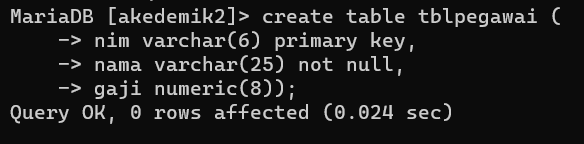 MariaDB [akedemik2]> create table tblpegawai (
    -> nim varchar(6) primary key,
    -> nama varchar(25) not null,
    -> gaji numeric(8));
Query OK, 0 rows affected (0.024 sec)